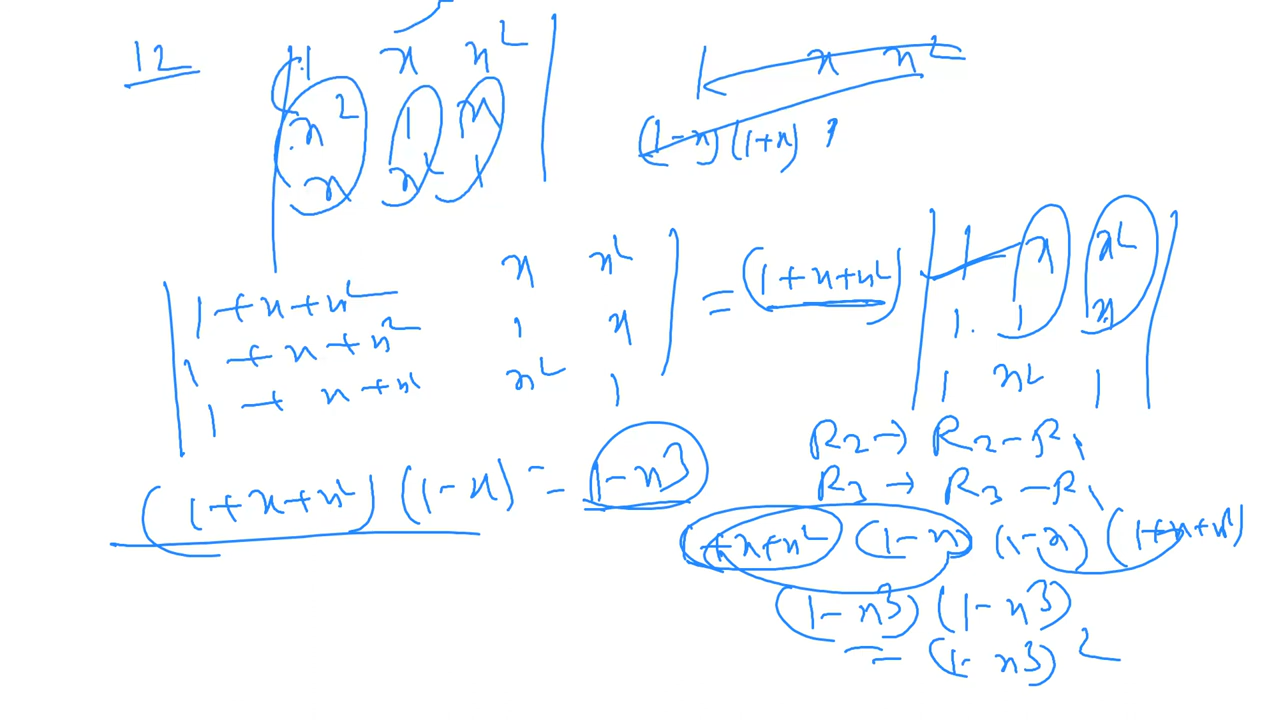 12 | 1 x x² |
| x² 1 x |
| x x² 1 |
| x x²
(1-x) (1+x)
| 1+x+x² x x² |
| 1+x+x² 1 x |
| 1+x+x² x² 1 |
= (1+x+x²) | 1 x x² |
| 1 1 x |
| 1 x² 1 |
R2→ R2-R1
R3→ R3-R1
(1+x+x²) (1-x) = 1-x3
+x+x² (1-x) (1-x) (1+x+x²)
(1-x3) (1-x3)
= (1-x3)²